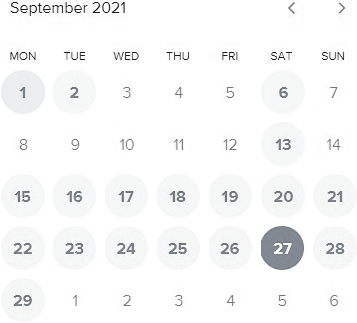 September 2021
MON TUE WED THU FRI SAT SUN
1 2 3 4 5 6 7
8 9 10 11 12 13 14
15 16 17 18 19 20 21
22 23 24 25 26 27 28
29 1 2 3 4 5 6